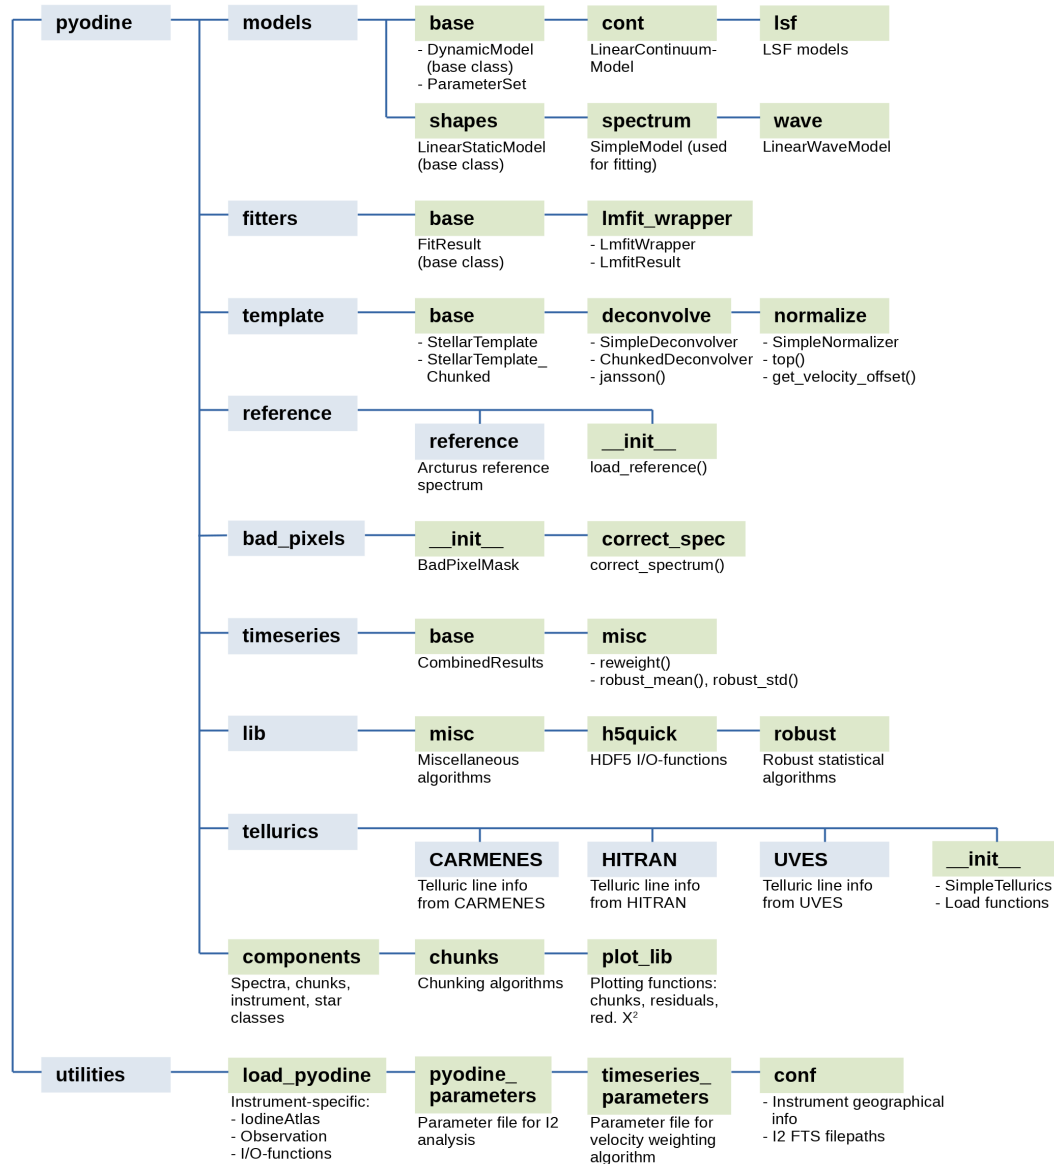 pyodine
models
base
cont
lsf
- DynamicModel
(base class)
- ParameterSet
LinearContinuum-
Model
LSF models
shapes
spectrum
wave
LinearStaticModel
(base class)
SimpleModel (used
for fitting)
LinearWaveModel
fitters
base
lmfit_wrapper
FitResult
(base class)
- LmfitWrapper
- LmfitResult
template
base
deconvolve
normalize
- StellarTemplate
- StellarTemplate_
Chunked
- SimpleDeconvolver
- ChunkedDeconvolver
- jansson()
- SimpleNormalizer
- top()
- get_velocity_offset()
reference
reference
__init__
Arcturus reference
spectrum
load_reference()
bad_pixels
__init__
correct_spec
BadPixelMask
correct_spectrum()
timeseries
base
misc
CombinedResults
- reweight()
- robust_mean(), robust_std()
lib
misc
h5quick
robust
Miscellaneous
algorithms
HDF5 I/O-functions
Robust statistical
algorithms
tellurics
CARMENES
HITRAN
UVES
__init__
Telluric line info
from CARMENES
Telluric line info
from HITRAN
Telluric line info
from UVES
- SimpleTellurics
- Load functions
components
chunks
plot_lib
Spectra, chunks,
instrument, star
classes
Chunking algorithms
Plotting functions:
chunks, residuals,
red. X²
utilities
load_pyodine
pyodine_
parameters
timeseries_
parameters
conf
Instrument-specific:
- IodineAtlas
- Observation
- I/O-functions
Parameter file for I2
analysis
Parameter file for
velocity weighting
algorithm
- Instrument geographical
info
- I2 FTS filepaths